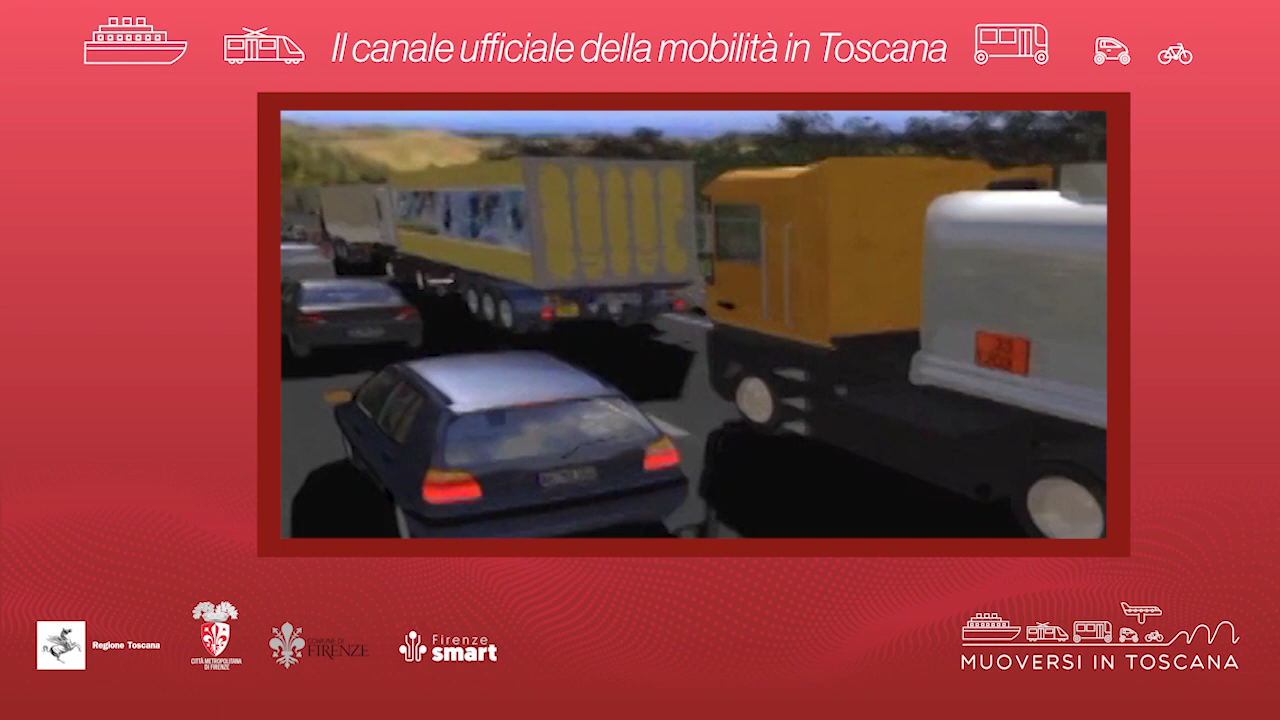 Il canale ufficiale della mobilità in Toscana
Regione Toscana
CITTÀ METROPOLITANA
DI FIRENZE
COMUNE DI
FIRENZE
Firenze
smart
MUOVERSI IN TOSCANA